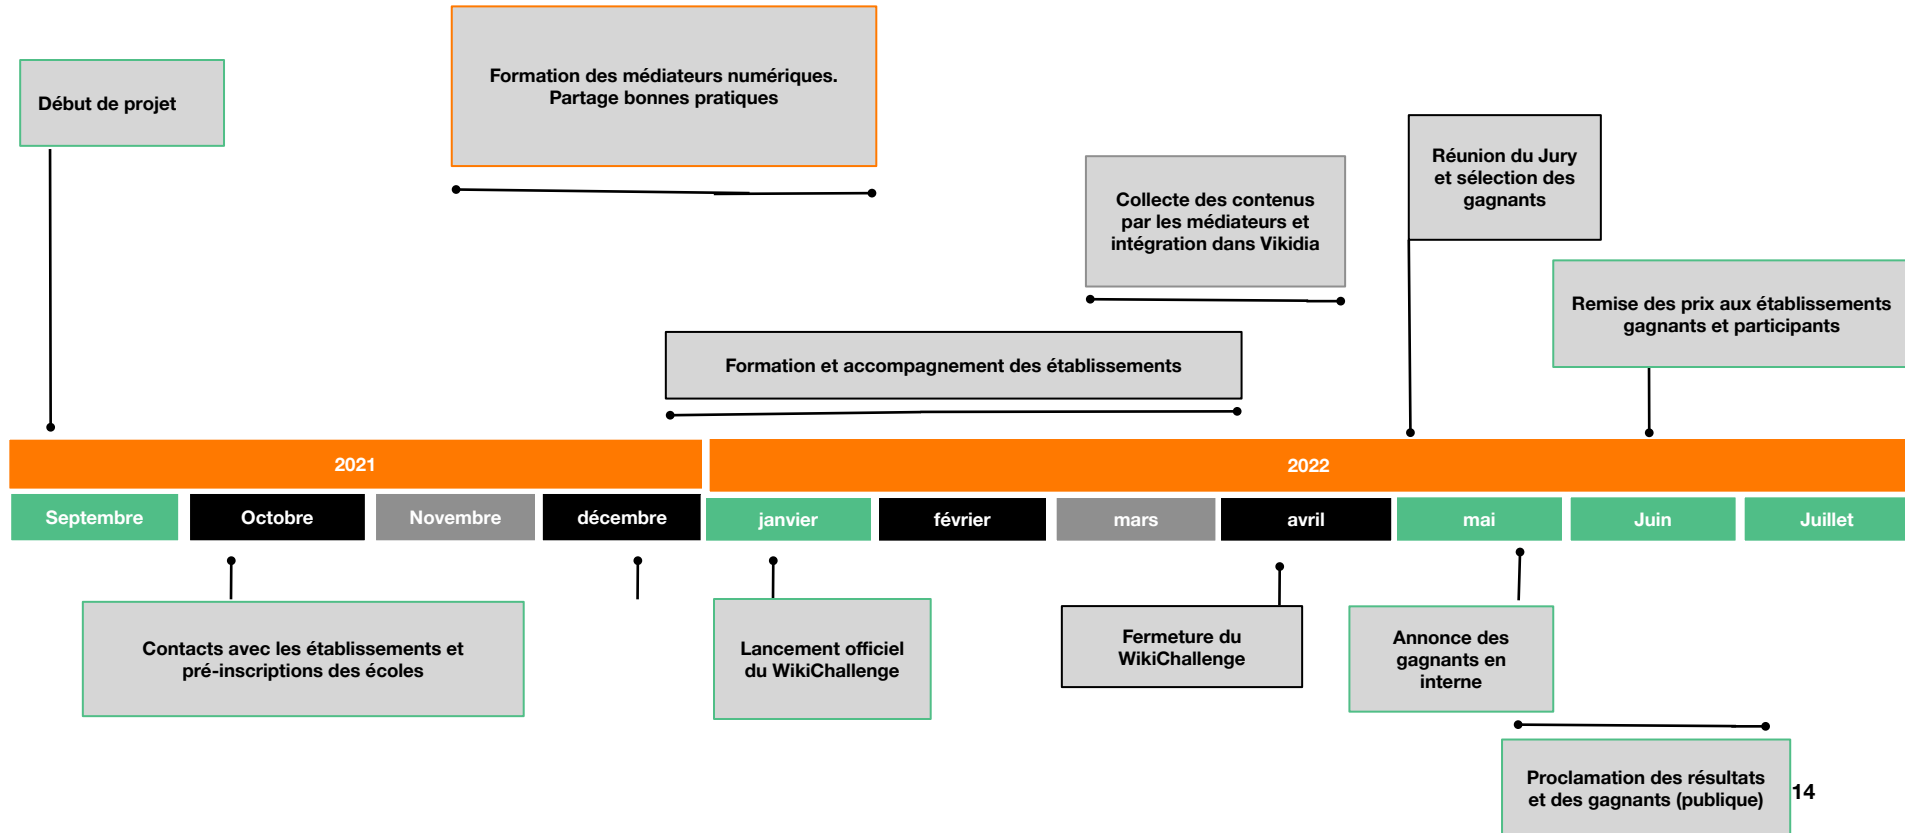 Formation des médiateurs numériques.
Partage bonnes pratiques
Début de projet
Réunion du Jury
et sélection des
gagnants
Collecte des contenus
par les médiateurs et
intégration dans Vikidia
Remise des prix aux établissements
gagnants et participants
Formation et accompagnement des établissements
2021
2022
Septembre
Octobre
Novembre
décembre
janvier
février
mars
avril
mai
Juin
Juillet
Contacts avec les établissements et
pré-inscriptions des écoles
Lancement officiel
du WikiChallenge
Fermeture du
WikiChallenge
Annonce des
gagnants en
interne
Proclamation des résultats
et des gagnants (publique)
14